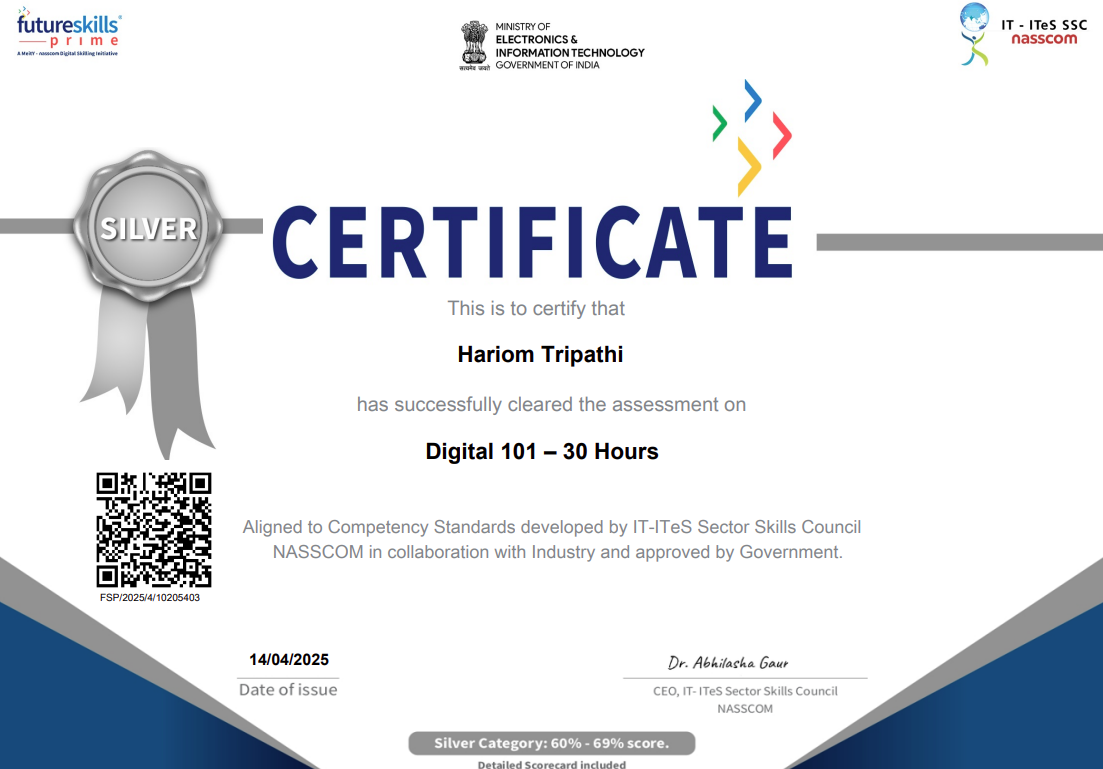 futureskills®
prime
A MeitY - nasscom Digital Skilling Initiative
सत्यमेव जयते
MINISTRY OF
ELECTRONICS &
INFORMATION TECHNOLOGY
GOVERNMENT OF INDIA
IT - ITeS SSC
nasscom
SILVER
CERTIFICATE
This is to certify that
Hariom Tripathi
has successfully cleared the assessment on
Digital 101 – 30 Hours
Aligned to Competency Standards developed by IT-ITeS Sector Skills Council
NASSCOM in collaboration with Industry and approved by Government.
FSP/2025/4/10205403
14/04/2025
Date of issue
Dr. Abhilasha Gaur
CEO, IT- ITeS Sector Skills Council
NASSCOM
Silver Category: 60% - 69% score.
Detailed Scorecard included